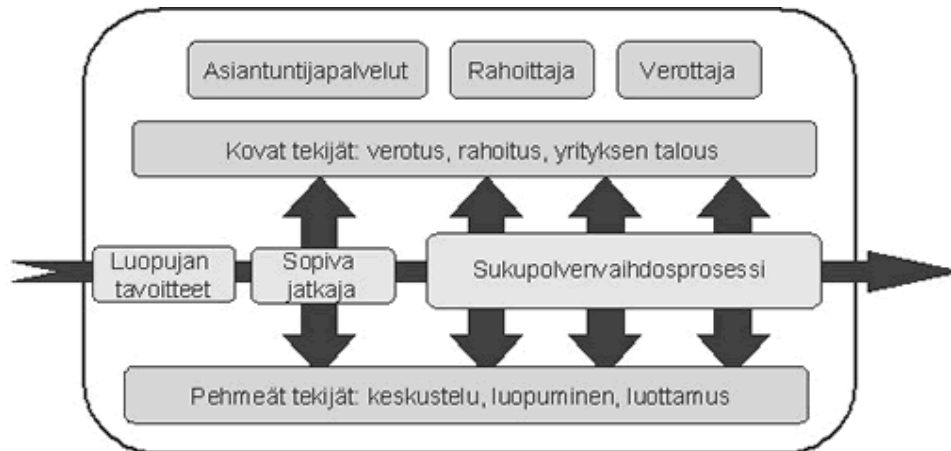 Asiantuntijapalvelut
Rahoittaja
Verottaja
Kovat tekijät: verotus, rahoitus, yrityksen talous
Luopujan
tavoitteet
Sopiva
jatkaja
Sukupolvenvaihdosprosessi
Pehmeät tekijät: keskustelu, luopuminen, luottamus